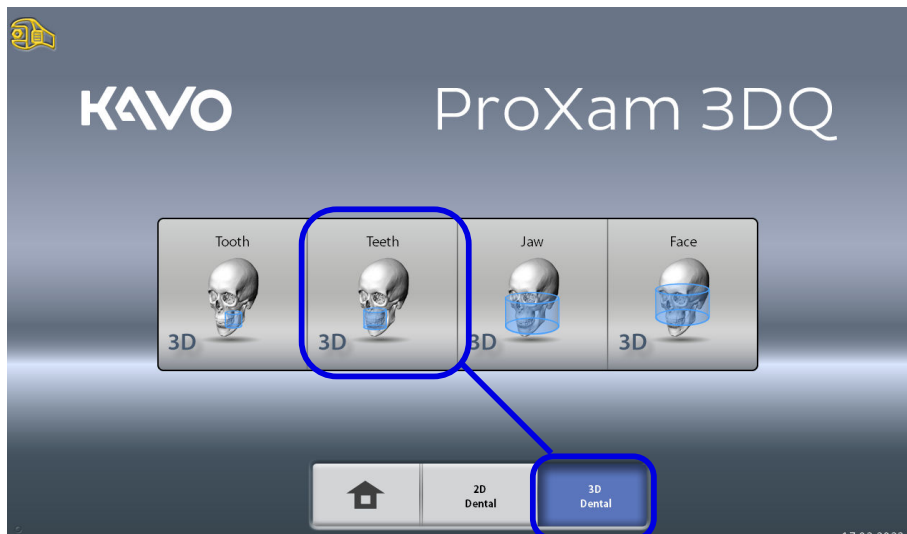 KAVO
ProXam 3DQ
Tooth
Teeth
Jaw
Face
3D
3D
3D
3D
2D
Dental
3D
Dental